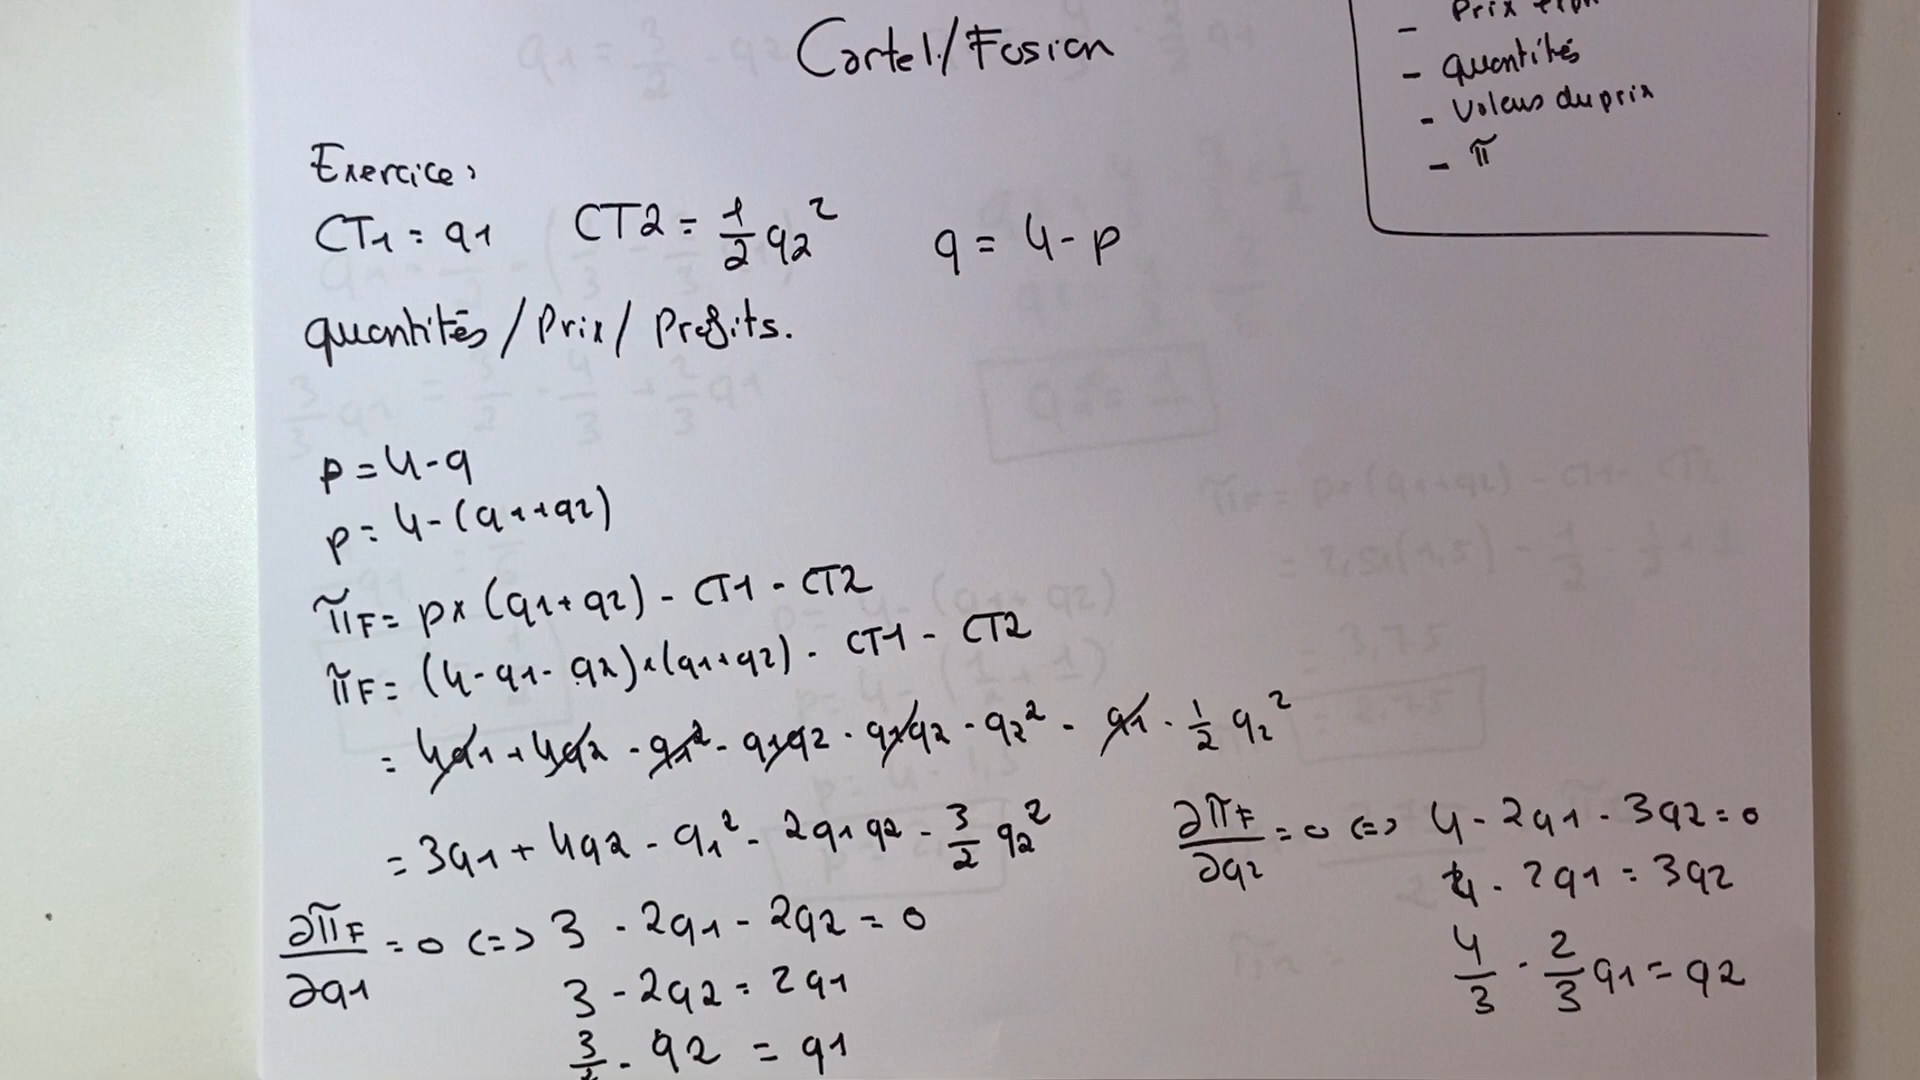 Cartel/Fusion
- Prix
- quantités
- Valeurs du prix
- π
Exercice:
CT1 = q1 CT2 = 1/2 q2² q = 4 - p
quantités / Prix / Profits.
p = 4 - q
p = 4 - (q1 + q2)
πF = p × (q1 + q2) - CT1 - CT2
πF = (4 - q1 - q2) × (q1 + q2) - CT1 - CT2
= 4q1 + 4q2 - q1² - q1q2 - q1q2 - q2² - q1 - 1/2 q2²
= 3q1 + 4q2 - q1² - 2q1q2 - 3/2 q2²
∂πF/∂q1 = 0 <=> 3 - 2q1 - 2q2 = 0
3 - 2q2 = 2q1
3/2 - q2 = q1
∂πF/∂q2 = 0 <=> 4 - 2q1 - 3q2 = 0
4 - 2q1 = 3q2
4/3 - 2/3 q1 = q2